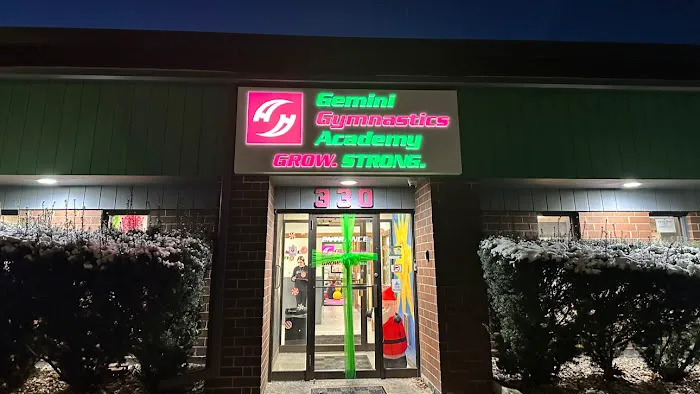 Gemini
Gymnastics
Academy
GROW. STRONG.
330